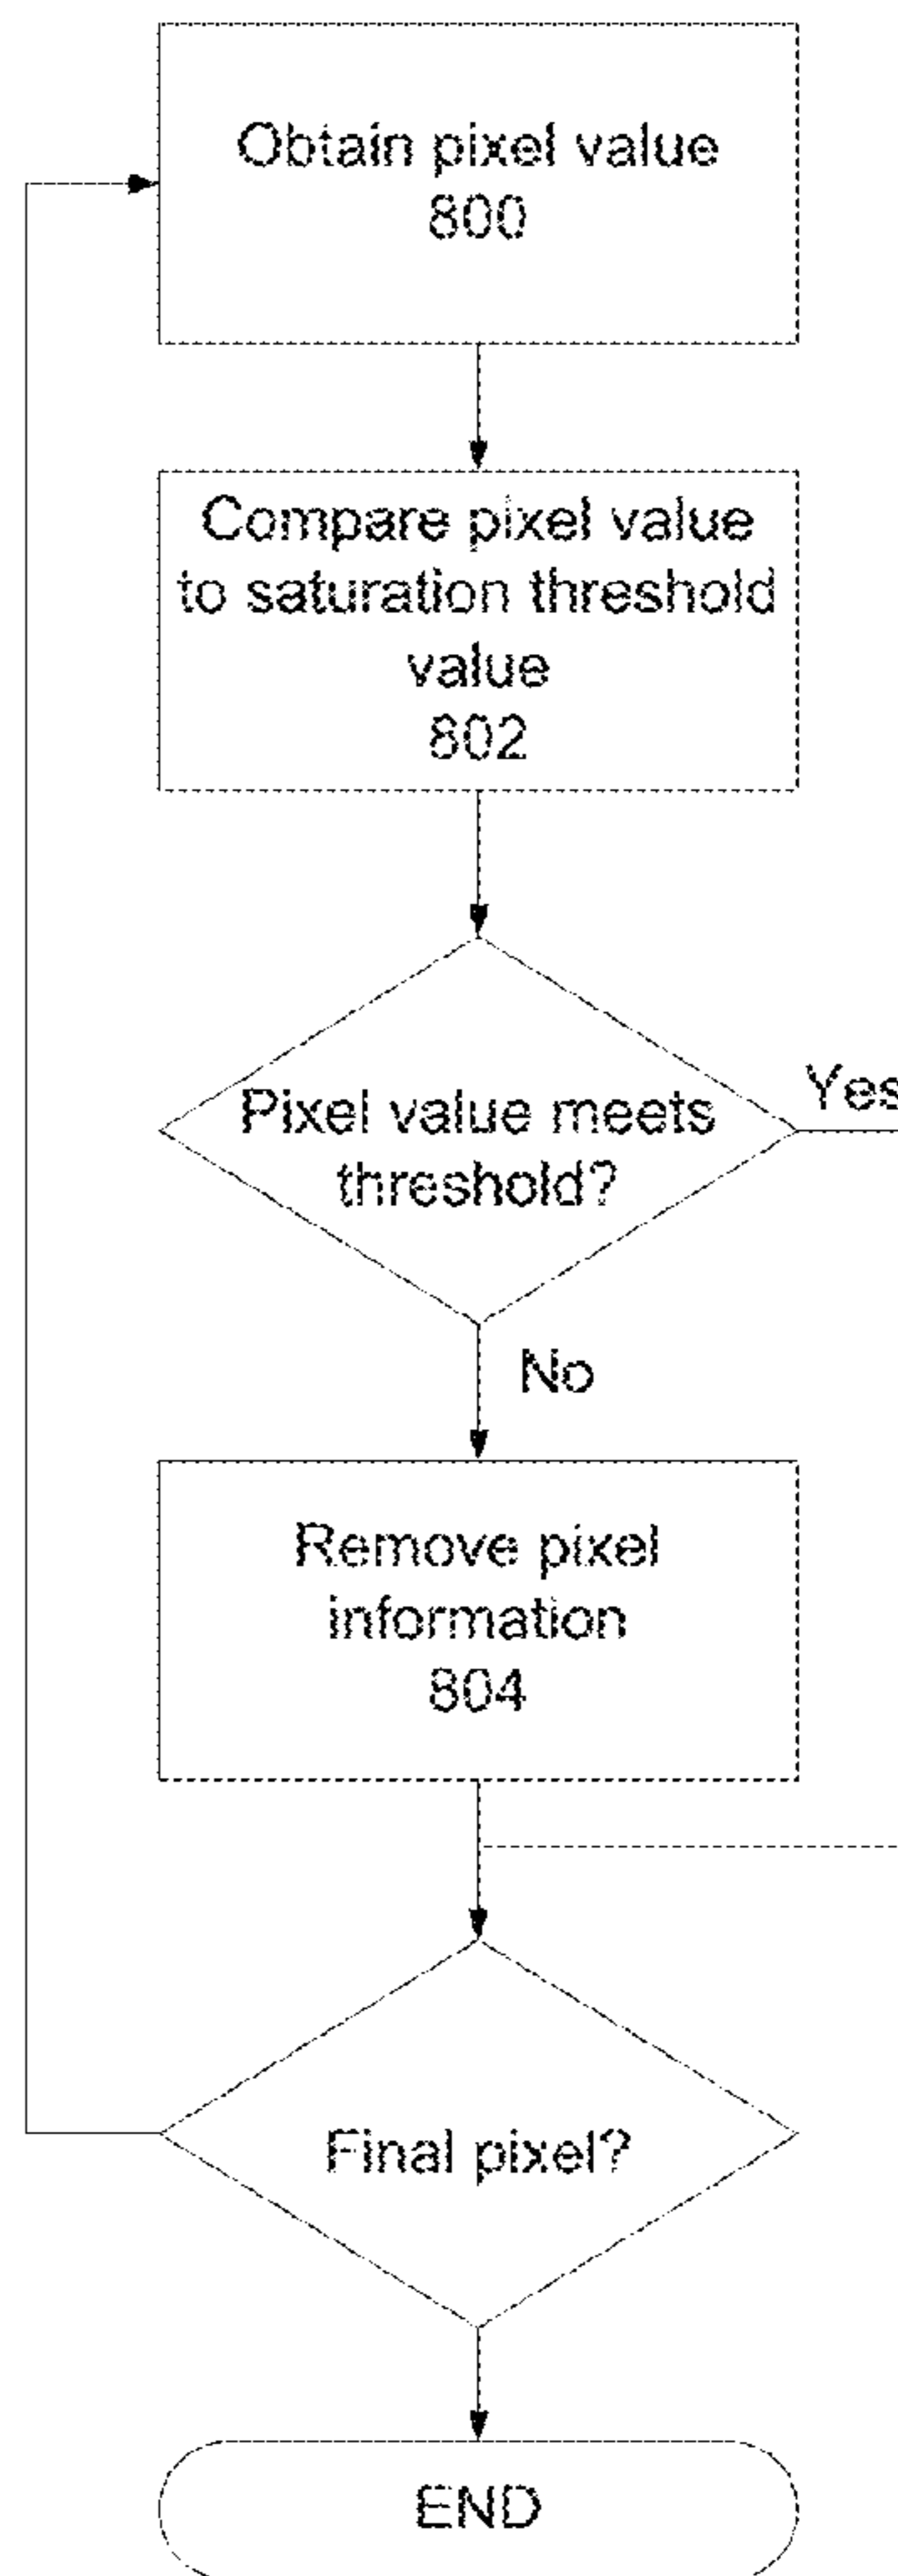 Obtain pixel value
800
Compare pixel value
to saturation threshold
value
802
Pixel value meets
threshold?
Yes
No
Remove pixel
information
804
Final pixel?
END